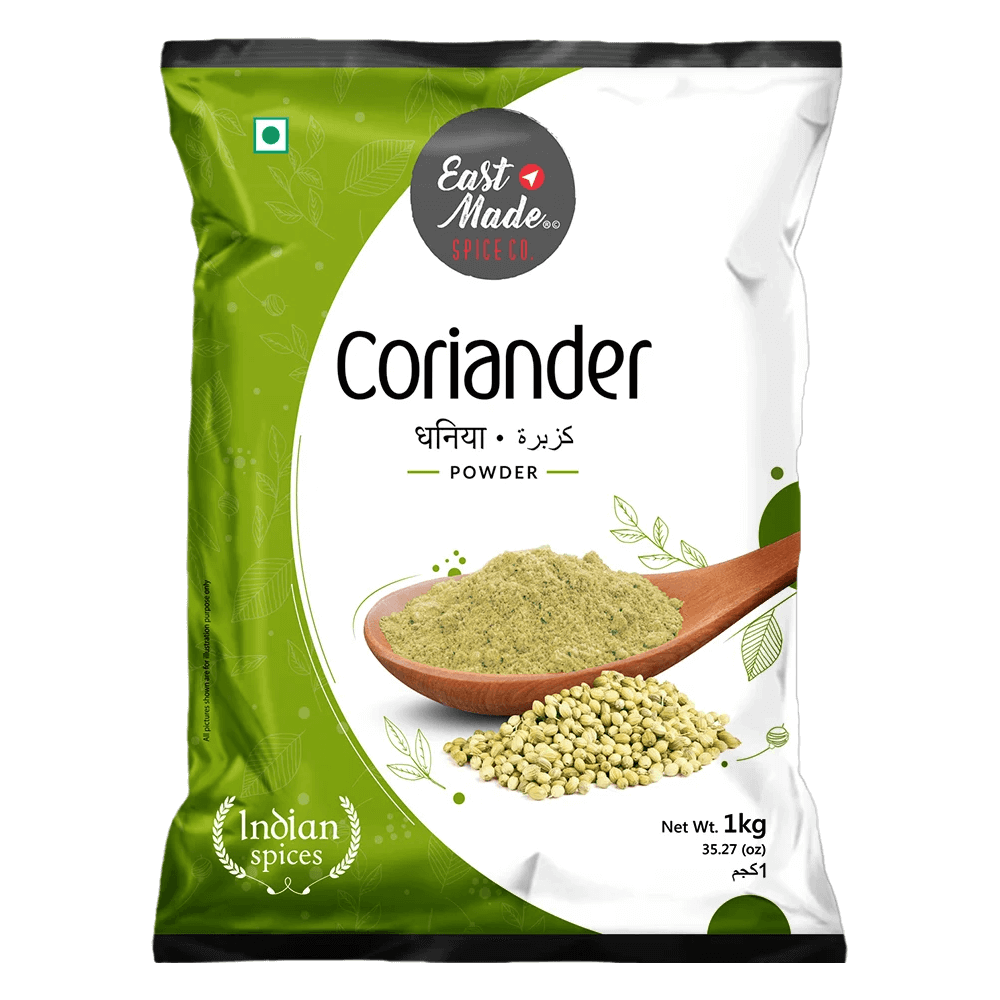 East
Made®©
SPICE CO.
Coriander
धनिया • كزبرة
POWDER
All pictures shown are for illustration purpose only
Indian
spices
Net Wt. 1kg
35.27 (oz)
1كجم